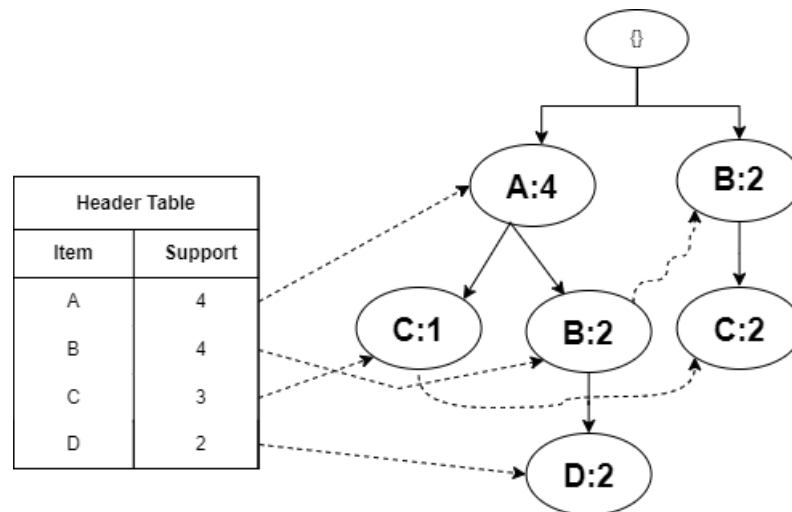 {}
A:4
B:2
Header Table
Item Support
A 4
B 4
C 3
D 2
C:1
B:2
C:2
D:2